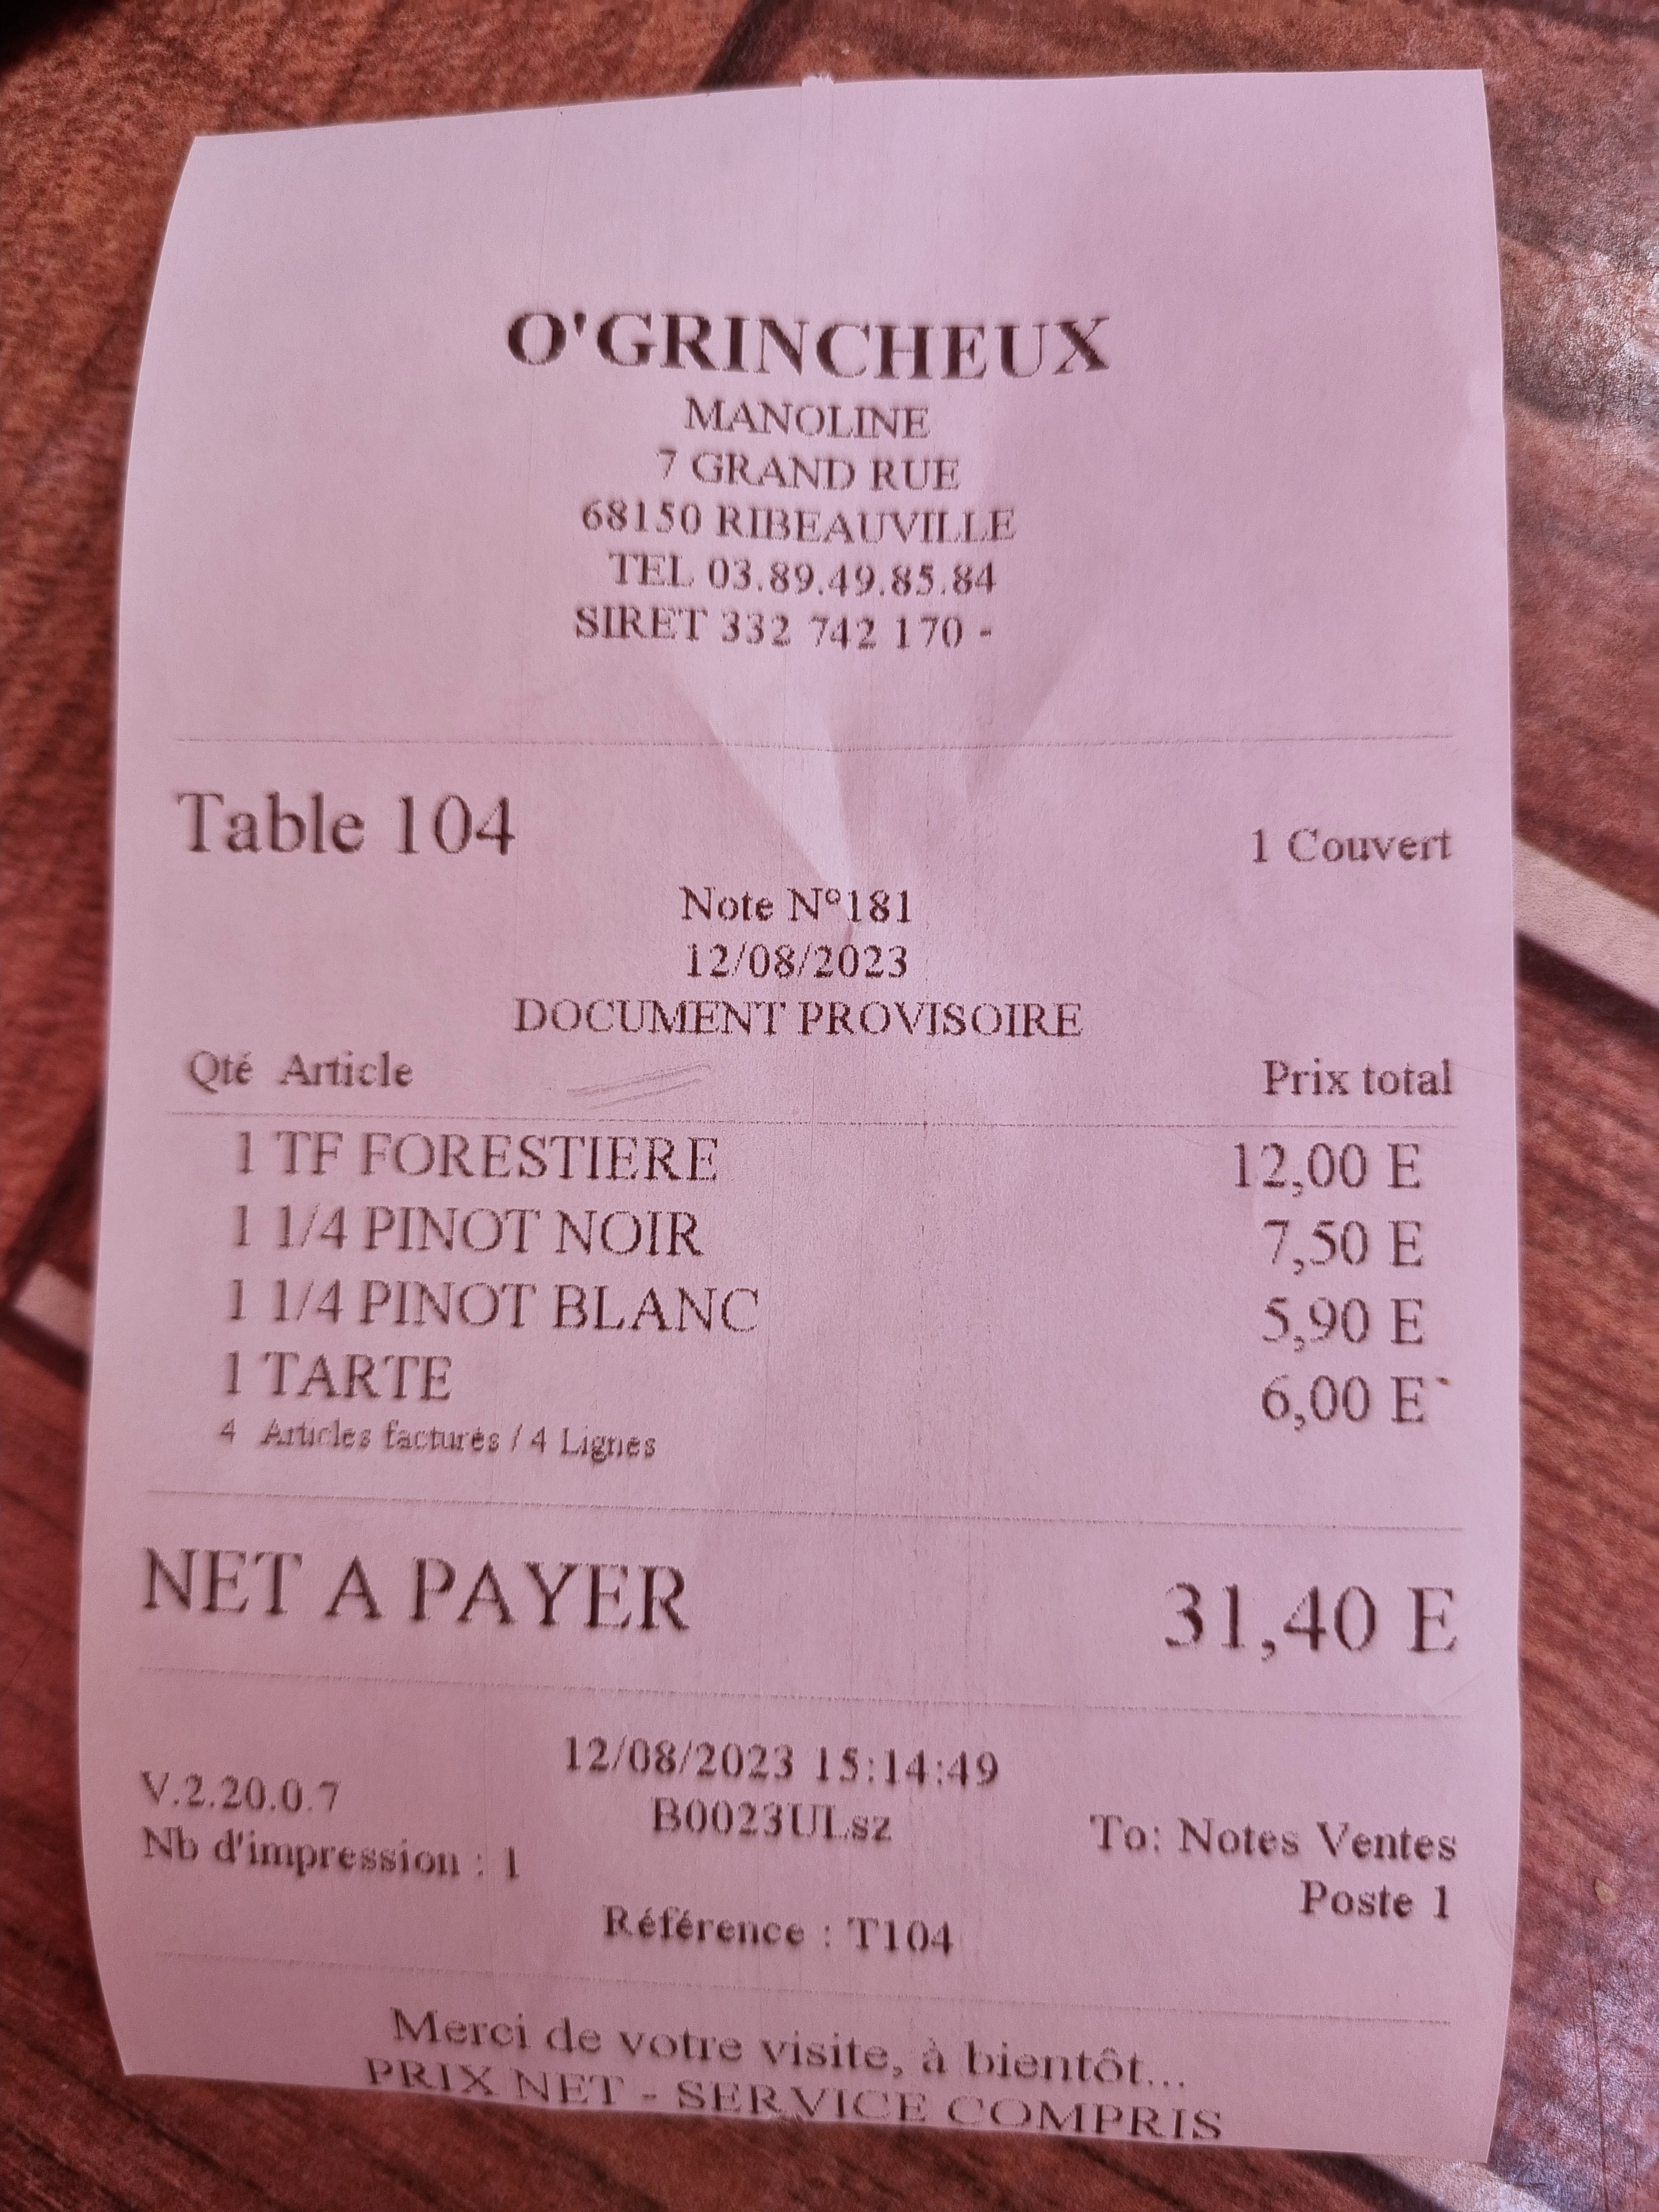 O'GRINCHEUX
MANOLINE
7 GRAND RUE
68150 RIBEAUVILLE
TEL 03.89.49.85.84
SIRET 332 742 170 -
Table 104 1 Couvert
Note N°181
12/08/2023
DOCUMENT PROVISOIRE
Qté Article Prix total
1 TF FORESTIERE 12,00 E
1 1/4 PINOT NOIR 7,50 E
1 1/4 PINOT BLANC 5,90 E
1 TARTE 6,00 E
4 Articles facturés / 4 Lignes
NET A PAYER 31,40 E
12/08/2023 15:14:49
V.2.20.0.7 B0023ULsz To: Notes Ventes
Nb d'impression : 1 Poste 1
Référence : T104
Merci de votre visite, à bientôt...
PRIX NET - SERVICE COMPRIS